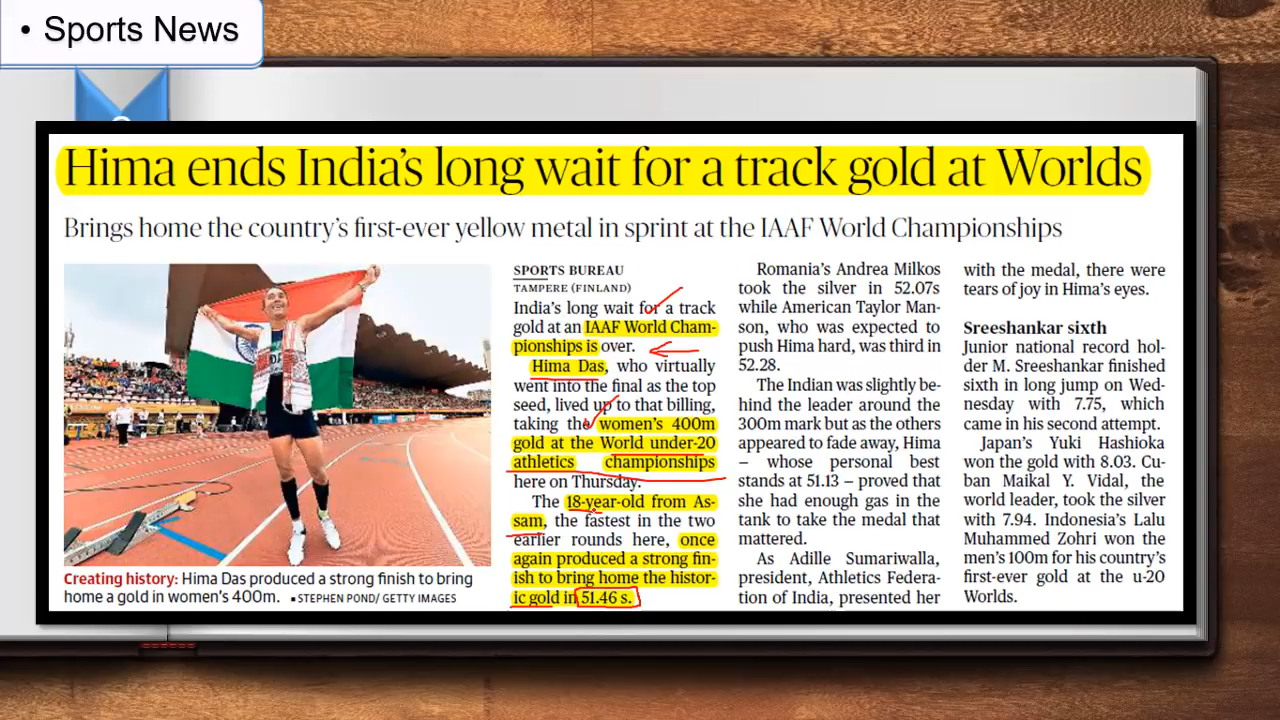 • Sports News
Hima ends India's long wait for a track gold at Worlds
Brings home the country's first-ever yellow metal in sprint at the IAAF World Championships
Creating history: Hima Das produced a strong finish to bring
home a gold in women's 400m. ■ STEPHEN POND/ GETTY IMAGES
SPORTS BUREAU
TAMPERE (FINLAND)
India's long wait for a track
gold at an IAAF World Cham-
pionships is over.
Hima Das, who virtually
went into the final as the top
seed, lived up to that billing,
taking the women's 400m
gold at the World under-20
athletics championships
here on Thursday.
The 18-year-old from As-
sam, the fastest in the two
earlier rounds here, once
again produced a strong fin-
ish to bring home the histor-
ic gold in 51.46 s.
Romania's Andrea Milkos
took the silver in 52.07s
while American Taylor Man-
son, who was expected to
push Hima hard, was third in
52.28.
The Indian was slightly be-
hind the leader around the
300m mark but as the others
appeared to fade away, Hima
– whose personal best
stands at 51.13 – proved that
she had enough gas in the
tank to take the medal that
mattered.
As Adille Sumariwalla,
president, Athletics Federa-
tion of India, presented her
with the medal, there were
tears of joy in Hima's eyes.
Sreeshankar sixth
Junior national record hol-
der M. Sreeshankar finished
sixth in long jump on Wed-
nesday with 7.75, which
came in his second attempt.
Japan's Yuki Hashioka
won the gold with 8.03. Cu-
ban Maikal Y. Vidal, the
world leader, took the silver
with 7.94. Indonesia's Lalu
Muhammed Zohri won the
men's 100m for his country's
first-ever gold at the u-20
Worlds.